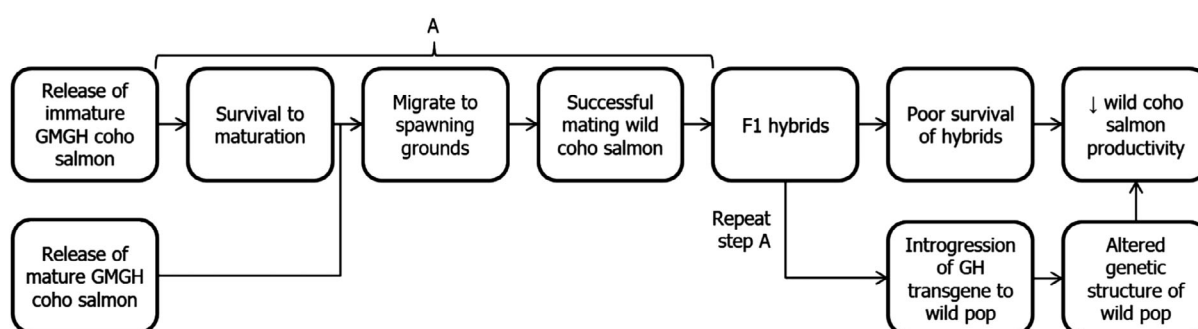 A
Release of
immature
GMGH coho
salmon
Survival to
maturation
Migrate to
spawning
grounds
Successful
mating wild
coho salmon
F1 hybrids
Poor survival
of hybrids
↓ wild coho
salmon
productivity
Release of
mature GMGH
coho salmon
Repeat
step A
Introgression
of GH
transgene to
wild pop
Altered
genetic
structure of
wild pop